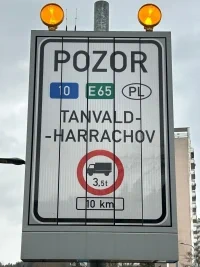 POZOR
10 E65 PL
TANVALD-
-HARRACHOV
3,5t
10 km